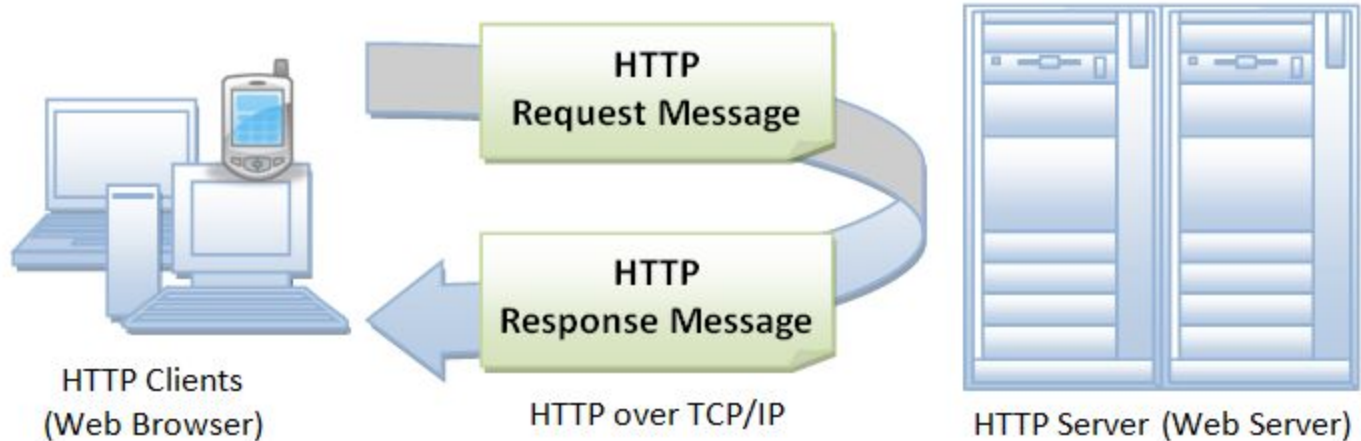 HTTP
Request Message
HTTP
Response Message
HTTP Clients
(Web Browser)
HTTP over TCP/IP
HTTP Server (Web Server)